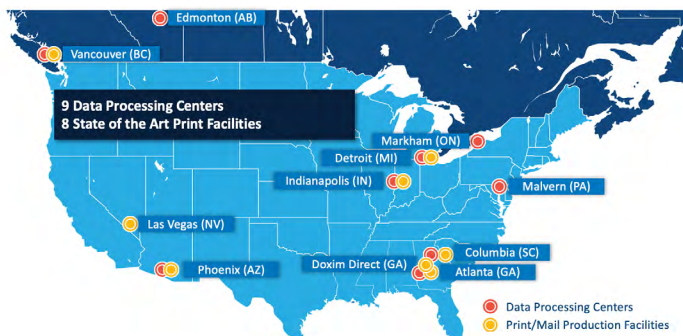 Edmonton (AB)
Vancouver (BC)
9 Data Processing Centers
8 State of the Art Print Facilities
Markham (ON)
Detroit (MI)
Indianapolis (IN)
Malvern (PA)
Las Vegas (NV)
Columbia (SC)
Doxim Direct (GA)
Phoenix (AZ)
Atlanta (GA)
Data Processing Centers
Print/Mail Production Facilities